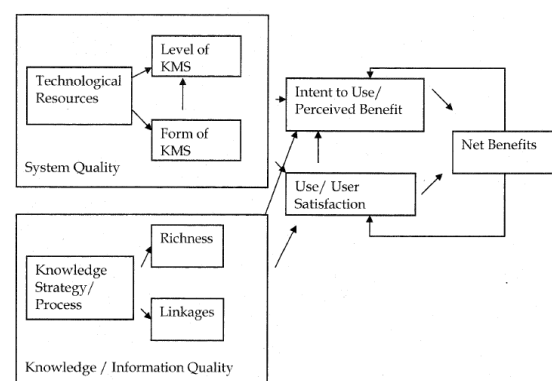 Level of
KMS
Technological
Resources
Form of
KMS
System Quality
Intent to Use/
Perceived Benefit
Net Benefits
Use/ User
Satisfaction
Richness
Knowledge
Strategy/
Process
Linkages
Knowledge / Information Quality